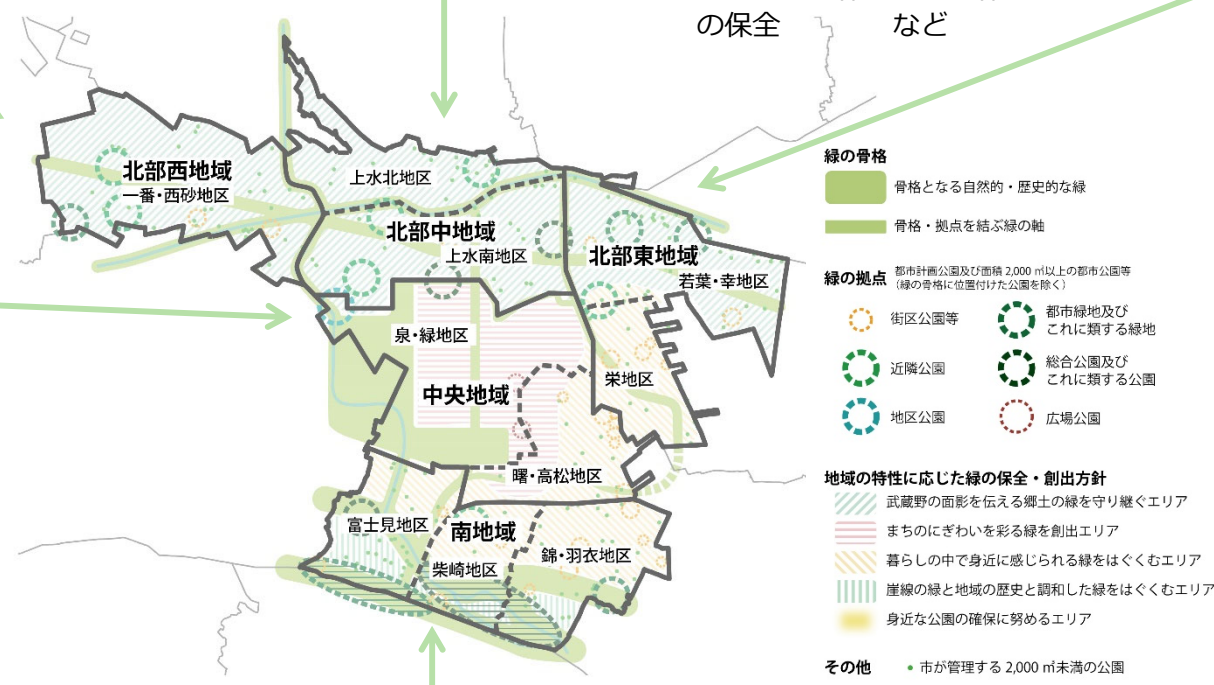 の保全
など
北部西地域
一番・西砂地区
上水北地区
北部中地域
上水南地区
北部東地域
若葉・幸地区
泉・緑地区
中央地域
栄地区
曙・高松地区
富士見地区
南地域
柴崎地区
錦・羽衣地区
緑の骨格
骨格となる自然的・歴史的な緑
骨格・拠点を結ぶ緑の軸
緑の拠点
都市計画公園及び面積 2,000 ㎡以上の都市公園等
（緑の骨格に位置付けた公園を除く）
街区公園等
都市緑地及び
これに類する緑地
近隣公園
総合公園及び
これに類する公園
地区公園
広場公園
地域の特性に応じた緑の保全・創出方針
武蔵野の面影を伝える郷土の緑を守り継ぐエリア
まちのにぎわいを彩る緑を創出エリア
暮らしの中で身近に感じられる緑をはぐくむエリア
崖線の緑と地域の歴史と調和した緑をはぐくむエリア
身近な公園の確保に努めるエリア
その他
市が管理する 2,000 ㎡未満の公園